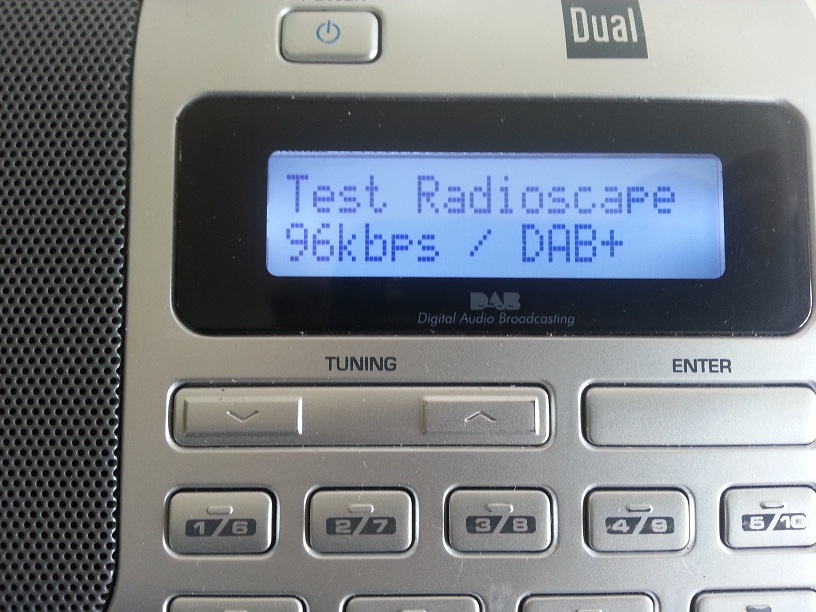 Dual
Test Radioscape
96kbps / DAB+
DAB
Digital Audio Broadcasting
TUNING
ENTER
1/6
2/7
3/8
4/9
5/10